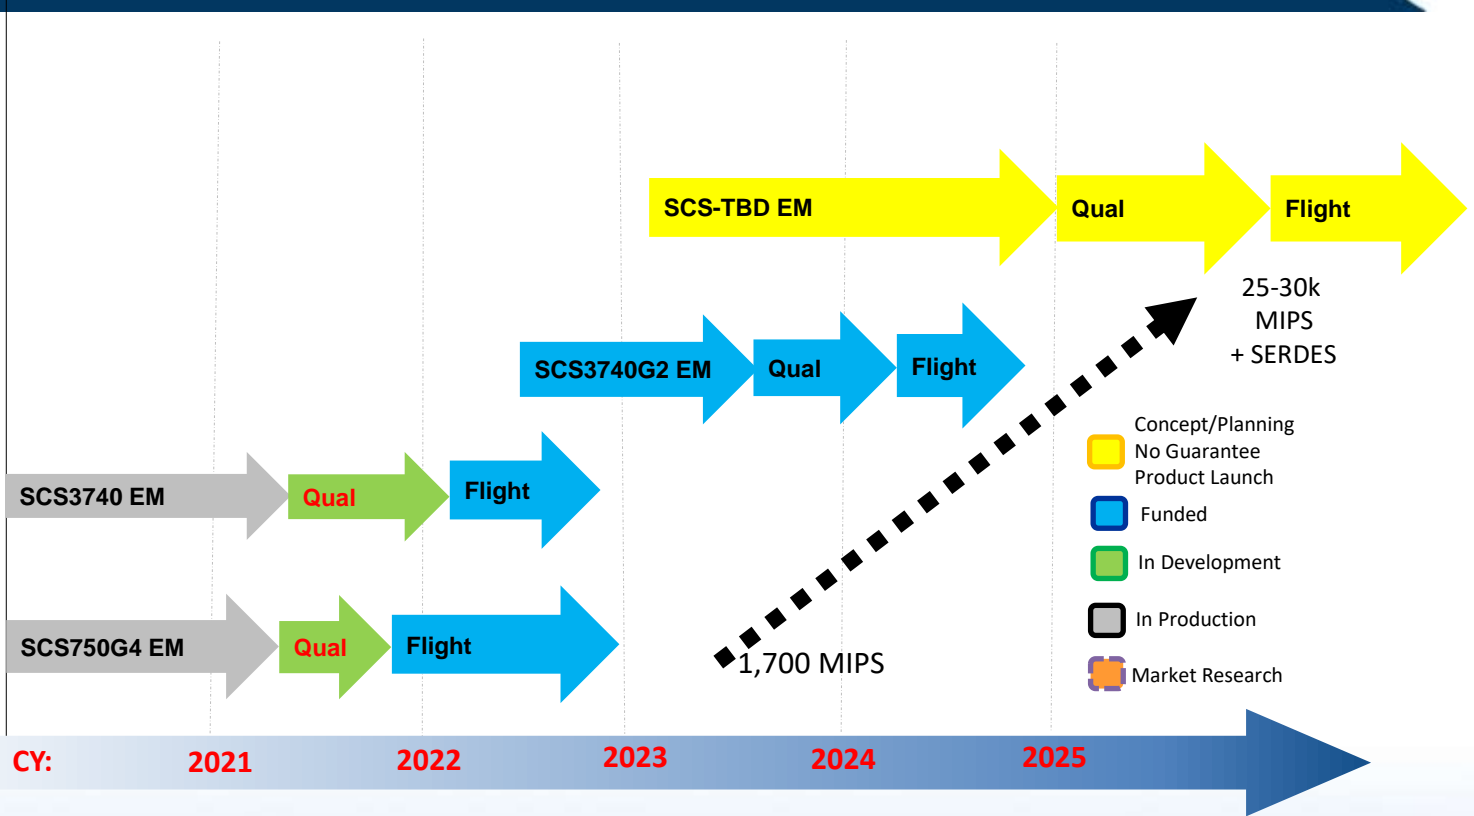 SCS-TBD EM
Qual
Flight
25-30k
MIPS
+ SERDES
SCS3740G2 EM
Qual
Flight
SCS3740 EM
Qual
Flight
SCS750G4 EM
Qual
Flight
1,700 MIPS
Concept/Planning
No Guarantee
Product Launch
Funded
In Development
In Production
Market Research
CY:
2021
2022
2023
2024
2025